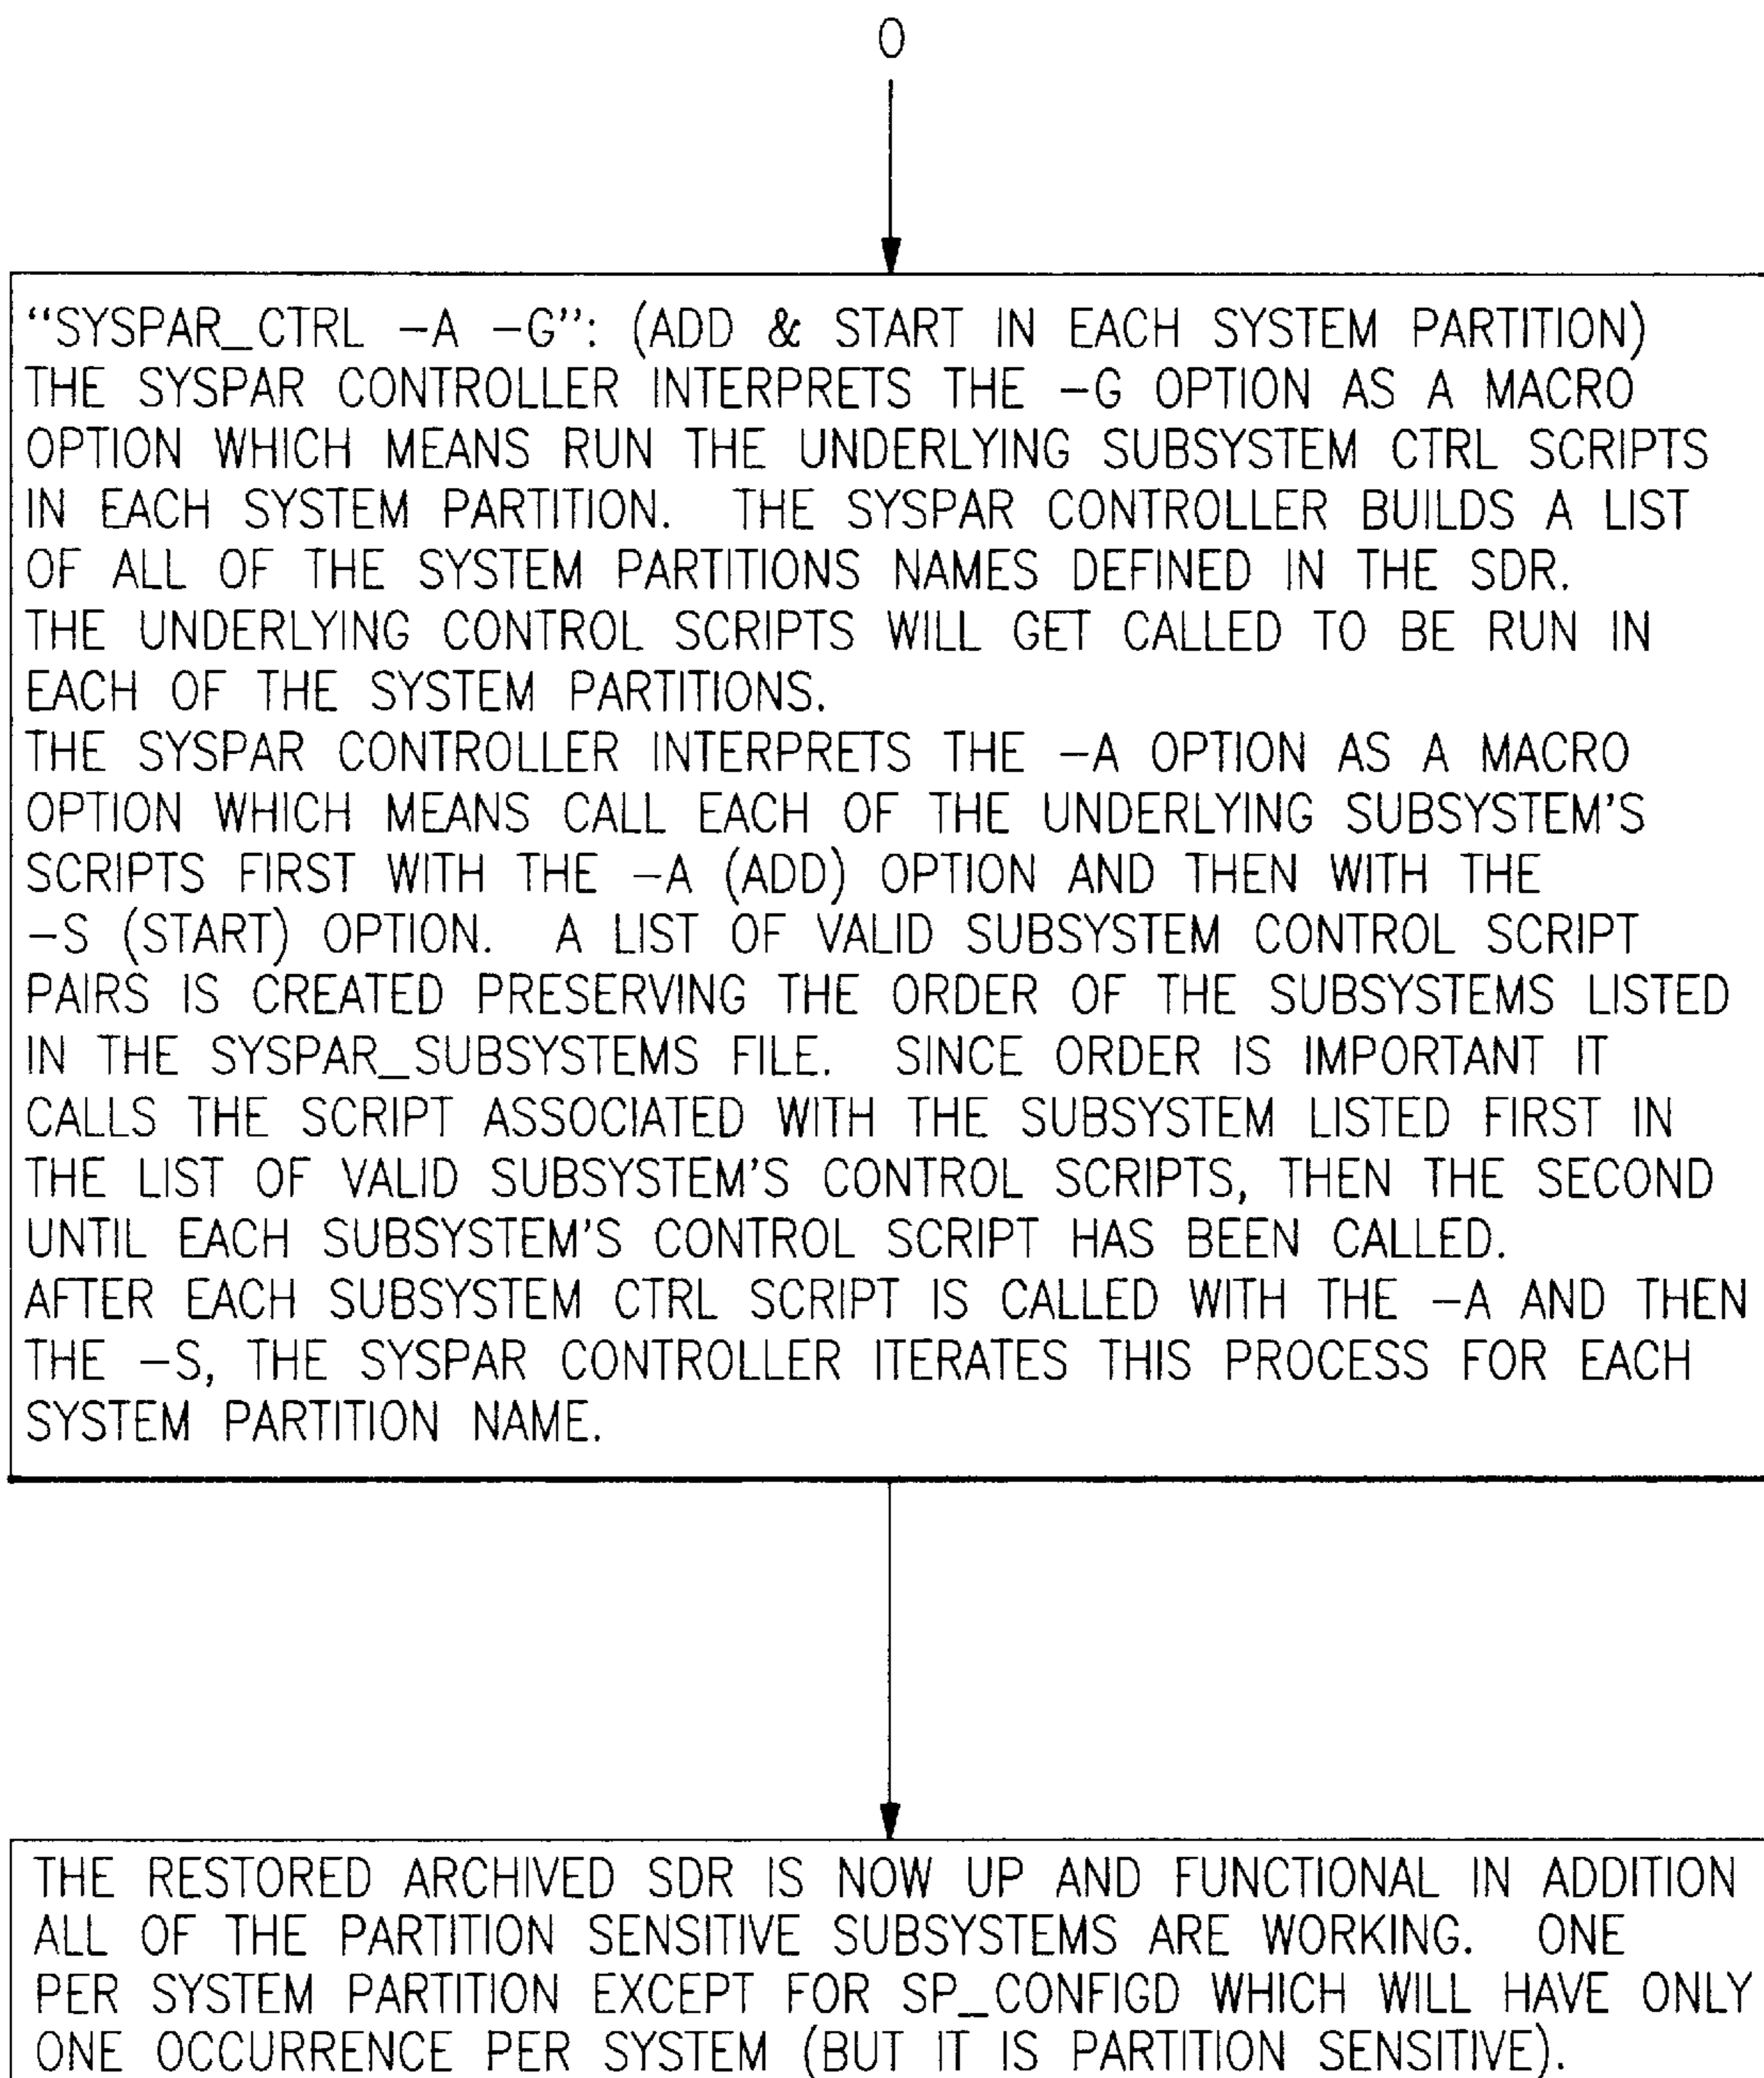 O
“SYSPAR_CTRL –A –G”: (ADD & START IN EACH SYSTEM PARTITION)
THE SYSPAR CONTROLLER INTERPRETS THE –G OPTION AS A MACRO
OPTION WHICH MEANS RUN THE UNDERLYING SUBSYSTEM CTRL SCRIPTS
IN EACH SYSTEM PARTITION. THE SYSPAR CONTROLLER BUILDS A LIST
OF ALL OF THE SYSTEM PARTITIONS NAMES DEFINED IN THE SDR.
THE UNDERLYING CONTROL SCRIPTS WILL GET CALLED TO BE RUN IN
EACH OF THE SYSTEM PARTITIONS.
THE SYSPAR CONTROLLER INTERPRETS THE –A OPTION AS A MACRO
OPTION WHICH MEANS CALL EACH OF THE UNDERLYING SUBSYSTEM'S
SCRIPTS FIRST WITH THE –A (ADD) OPTION AND THEN WITH THE
–S (START) OPTION. A LIST OF VALID SUBSYSTEM CONTROL SCRIPT
PAIRS IS CREATED PRESERVING THE ORDER OF THE SUBSYSTEMS LISTED
IN THE SYSPAR_SUBSYSTEMS FILE. SINCE ORDER IS IMPORTANT IT
CALLS THE SCRIPT ASSOCIATED WITH THE SUBSYSTEM LISTED FIRST IN
THE LIST OF VALID SUBSYSTEM'S CONTROL SCRIPTS, THEN THE SECOND
UNTIL EACH SUBSYSTEM'S CONTROL SCRIPT HAS BEEN CALLED.
AFTER EACH SUBSYSTEM CTRL SCRIPT IS CALLED WITH THE –A AND THEN
THE –S, THE SYSPAR CONTROLLER ITERATES THIS PROCESS FOR EACH
SYSTEM PARTITION NAME.
THE RESTORED ARCHIVED SDR IS NOW UP AND FUNCTIONAL IN ADDITION
ALL OF THE PARTITION SENSITIVE SUBSYSTEMS ARE WORKING. ONE
PER SYSTEM PARTITION EXCEPT FOR SP_CONFIGD WHICH WILL HAVE ONLY
ONE OCCURRENCE PER SYSTEM (BUT IT IS PARTITION SENSITIVE).